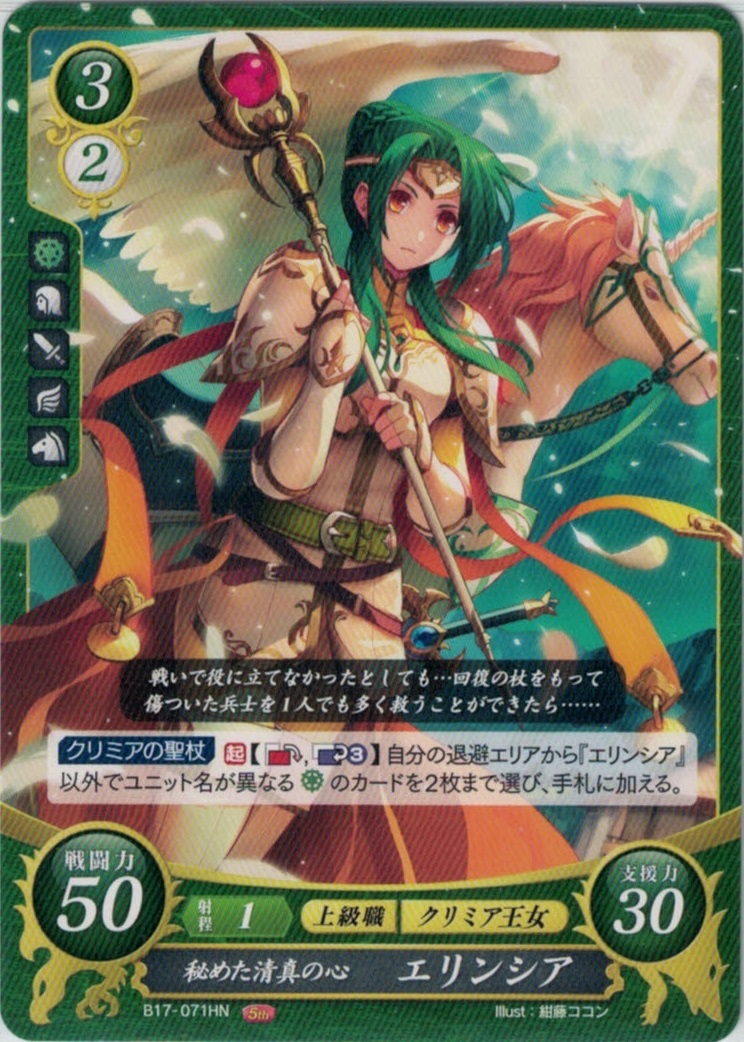 3
2
戦いで役に立てなかったとしても…回復の杖をもって
傷ついた兵士を1人でも多く救うことができたら……
クリミアの聖杖 起【 , 3】自分の退避エリアから『エリンシア』
以外でユニット名が異なる のカードを2枚まで選び、手札に加える。
戦闘力
50
射程 1
上級職 クリミア王女
支援力
30
秘めた清真の心 エリンシア
B17-071HN 5th
Illust：紺藤ココン